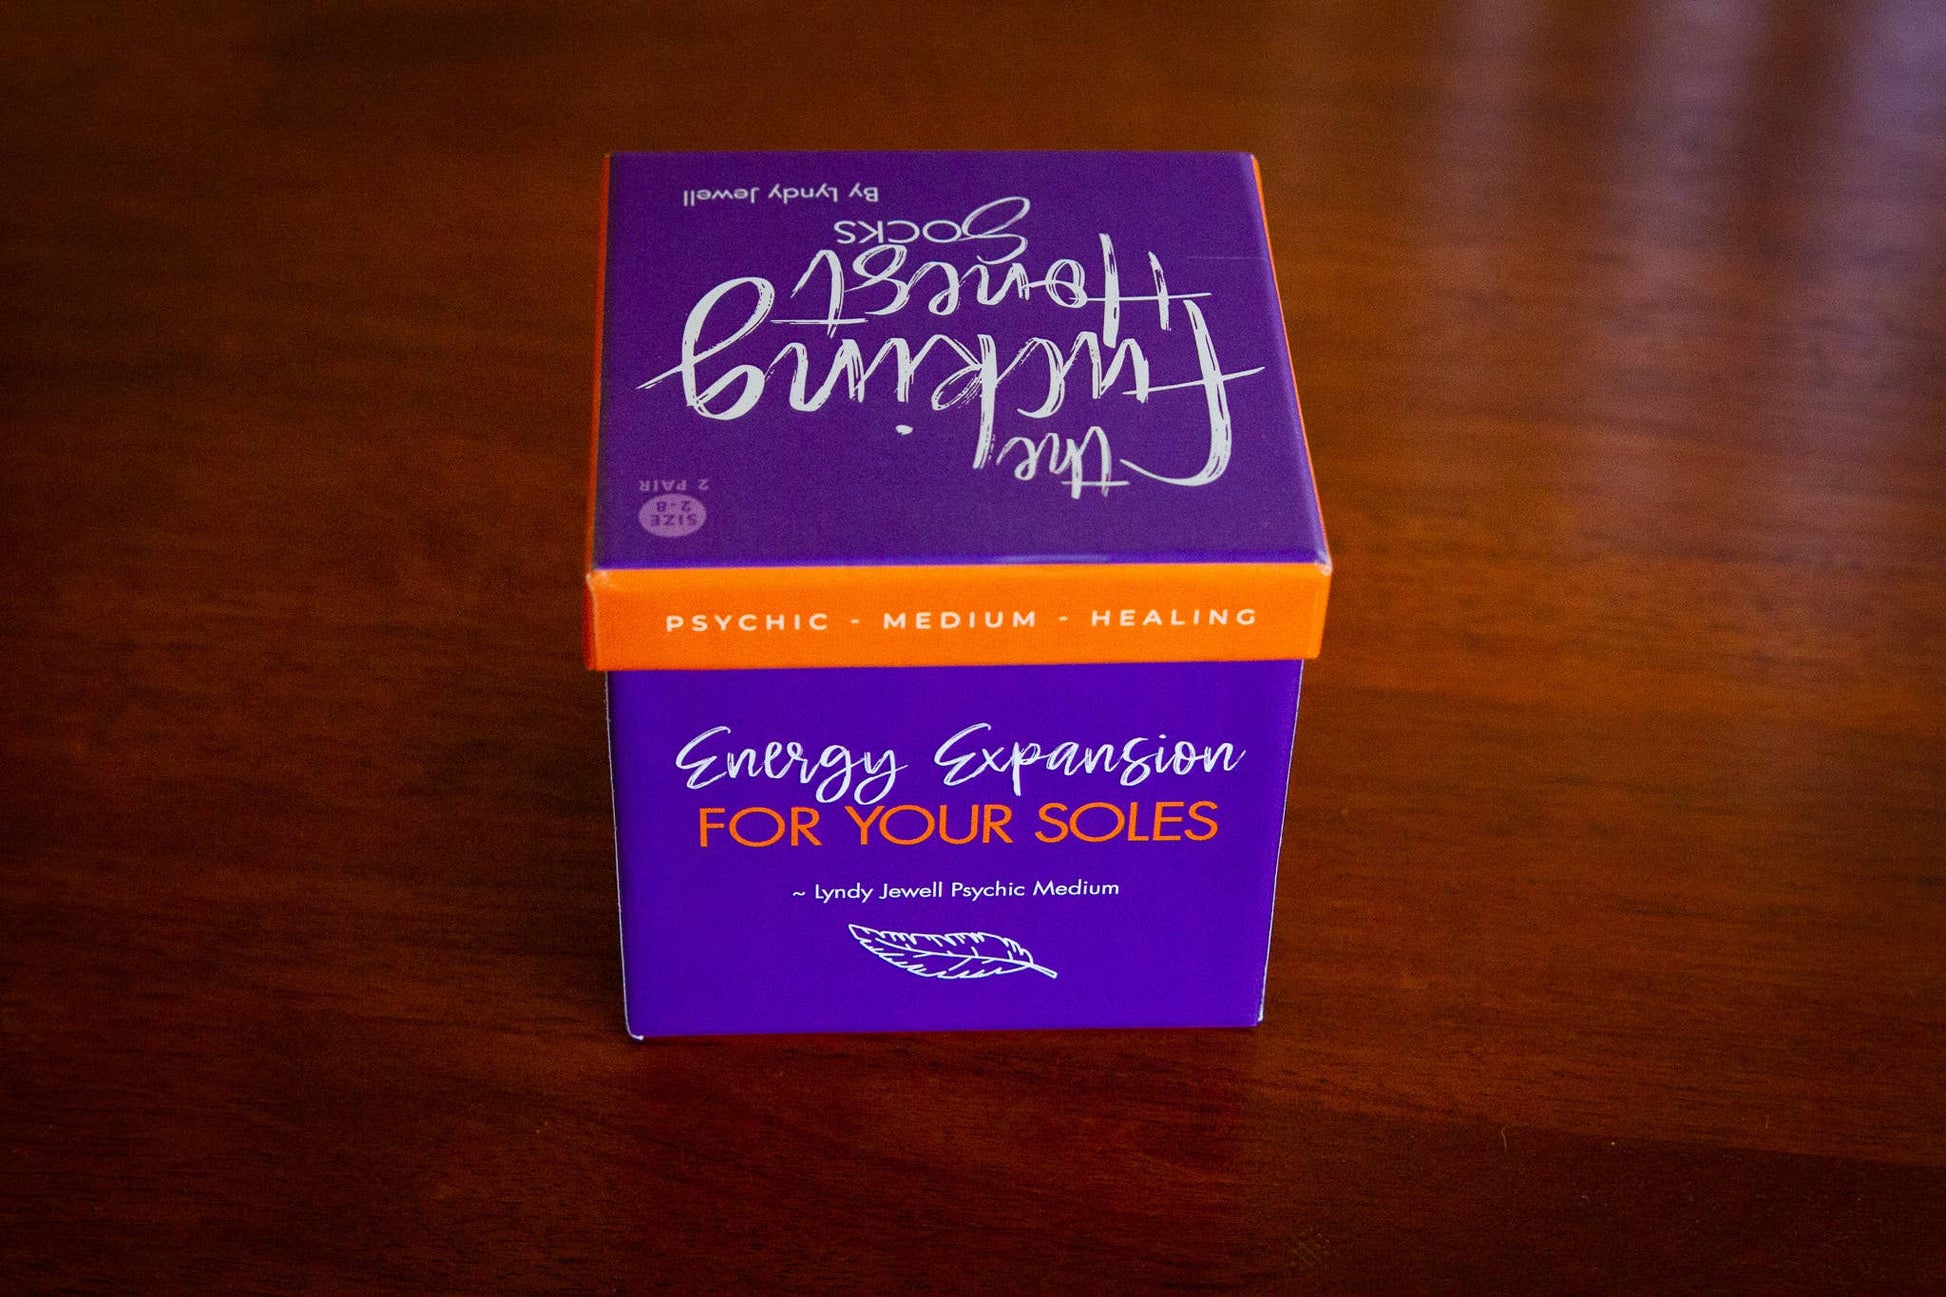 the
Fucking
Honest
SOCKS
By Lyndy Jewell
SIZE
2-8
2 PAIR
PSYCHIC - MEDIUM - HEALING
Energy Expansion
FOR YOUR SOLES
~ Lyndy Jewell Psychic Medium